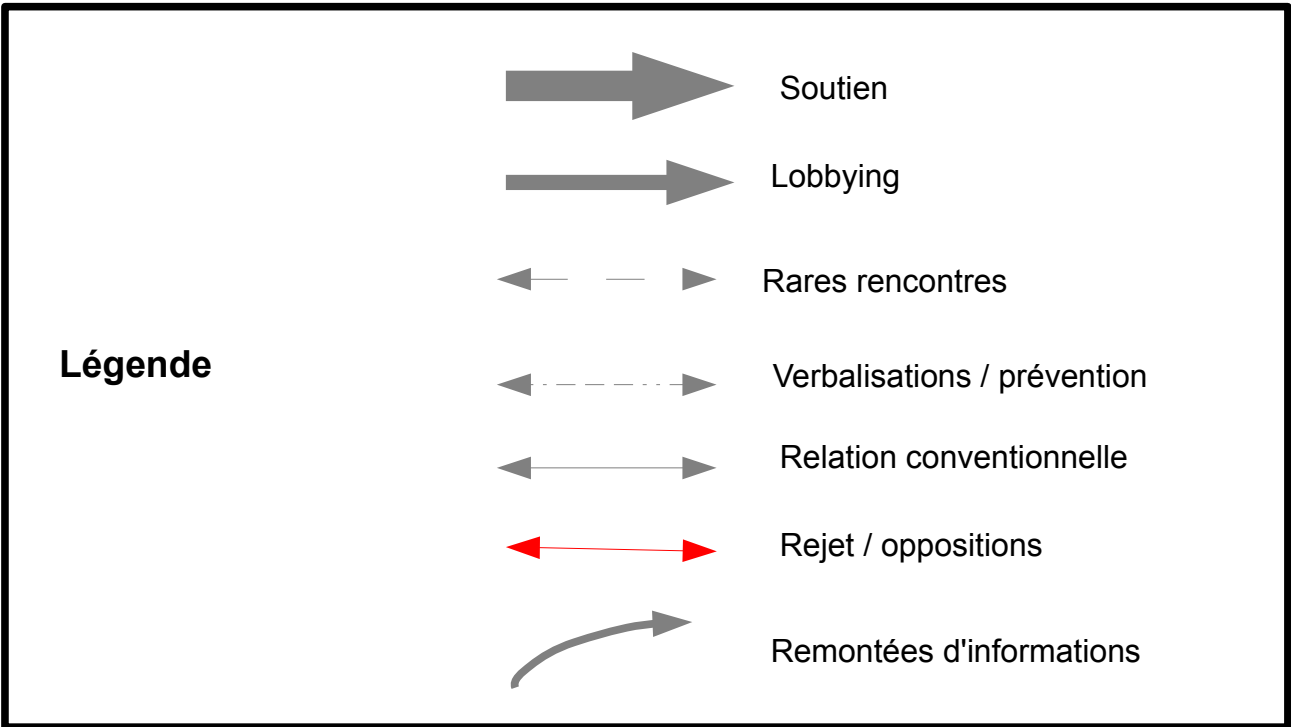 Soutien
Lobbying
Rares rencontres
Légende
Verbalisations / prévention
Relation conventionnelle
Rejet / oppositions
Remontées d'informations